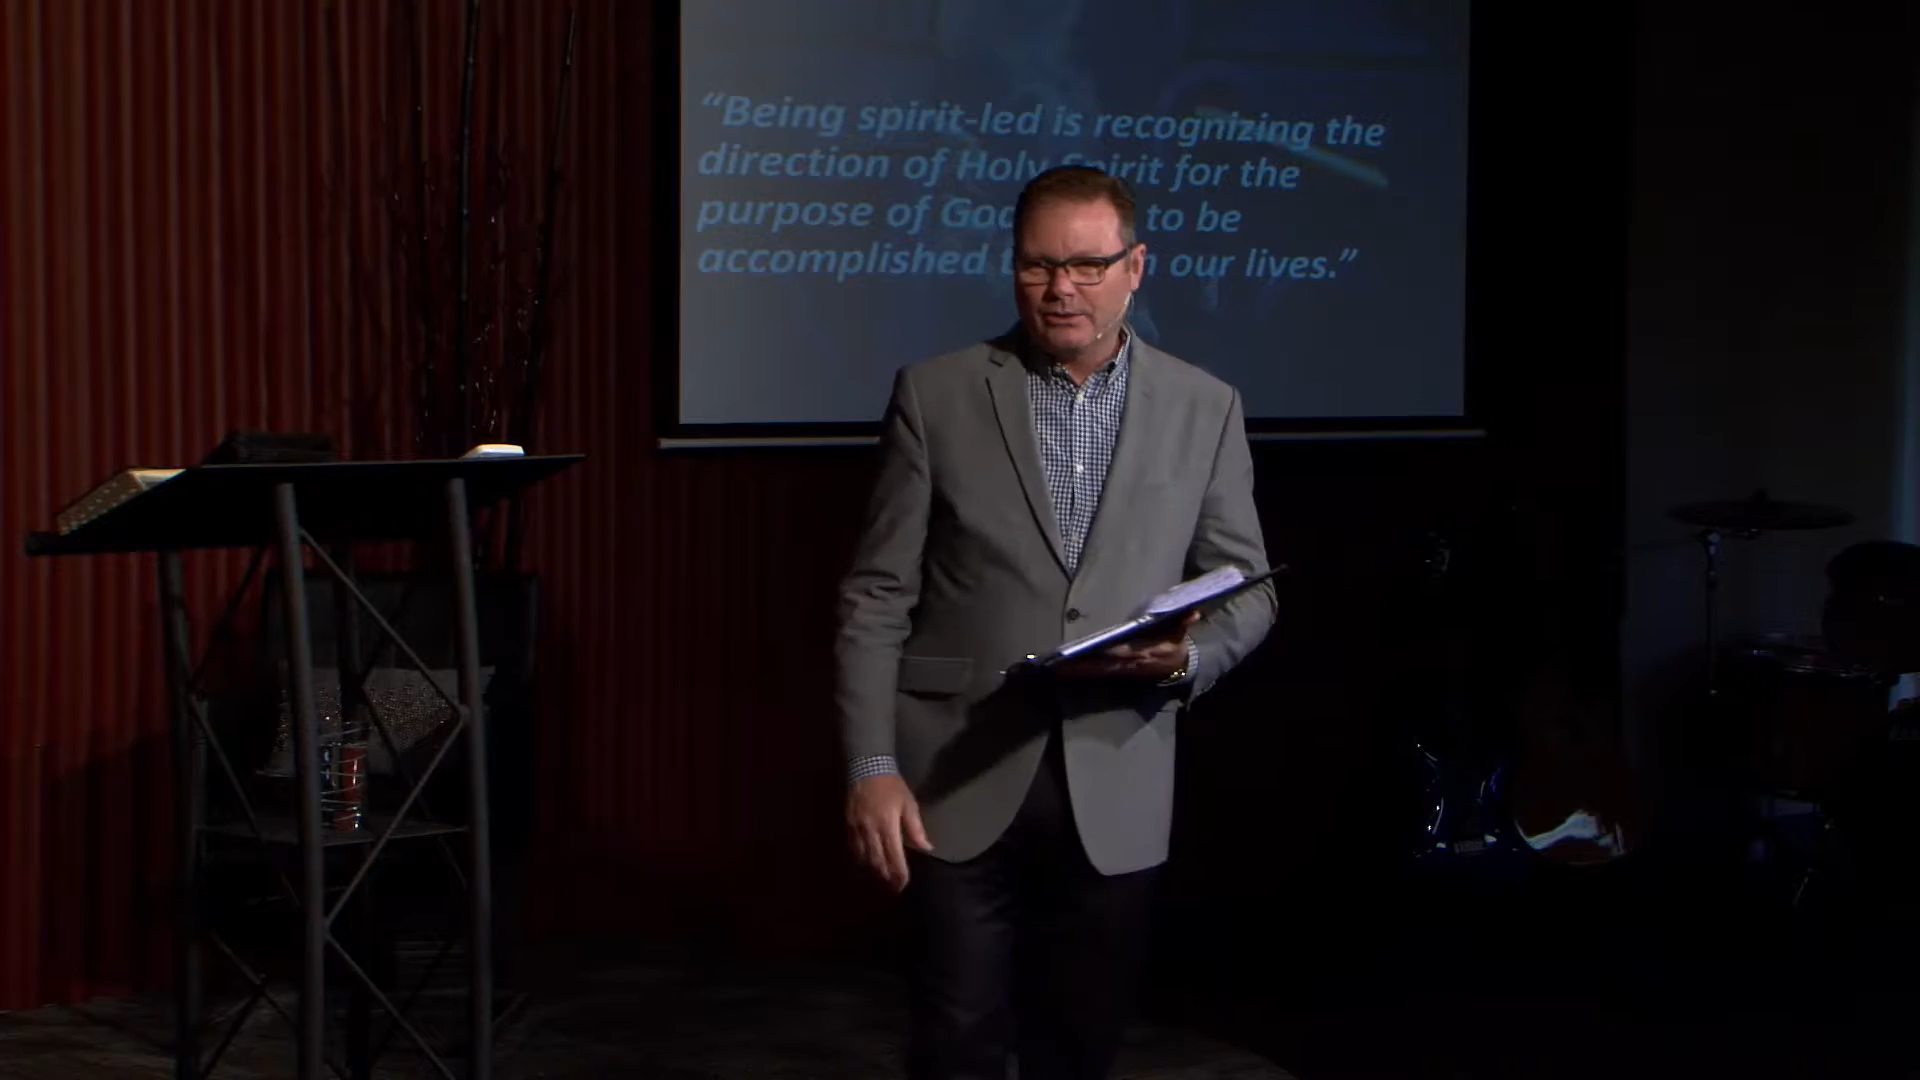 “Being spirit-led is recognizing the
direction of Holy Spirit for the
purpose of God to be
accomplished in our lives.”